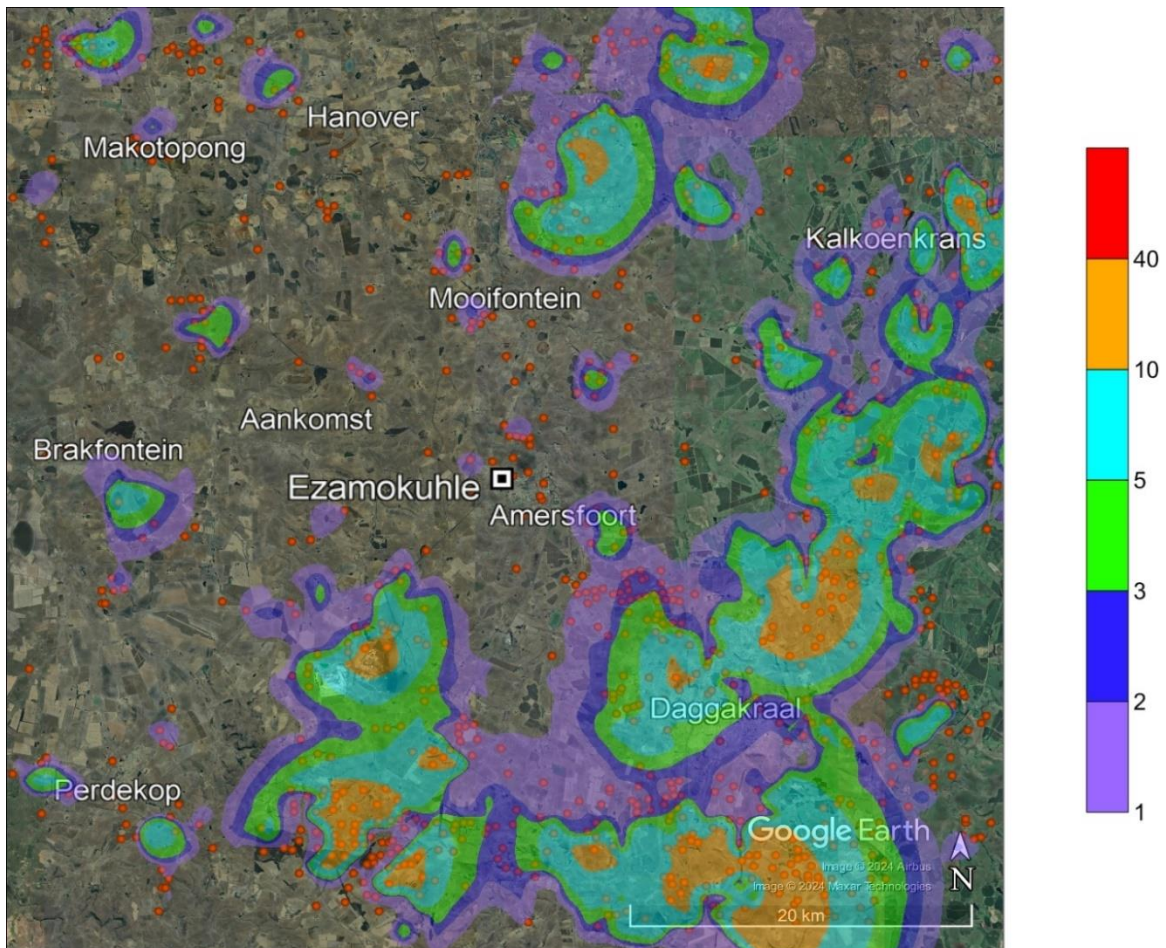 Hanover
Makotopong
Kalkoenkrans
Mooifontein
Aankomst
Brakfontein
Ezamokuhle
Amersfoort
Daggakraal
Perdekop
Google Earth
Image © 2024 Airbus
Image © 2024 Maxar Technologies
N
20 km
40
10
5
3
2
1